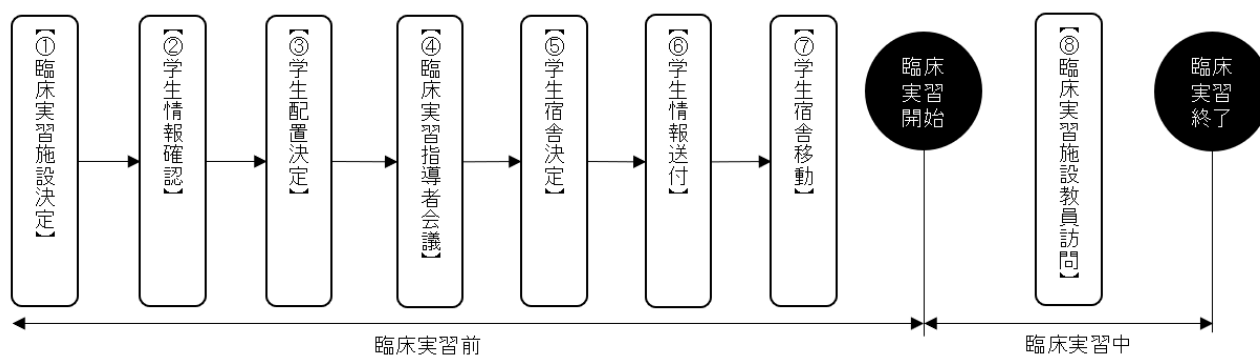 【①臨床実習施設決定】
【②学生情報確認】
【③学生配置決定】
【④臨床実習指導者会議】
【⑤学生宿舎決定】
【⑥学生情報送付】
【⑦学生宿舎移動】
臨床
実習
開始
【⑧臨床実習施設教員訪問】
臨床
実習
終了
臨床実習前
臨床実習中